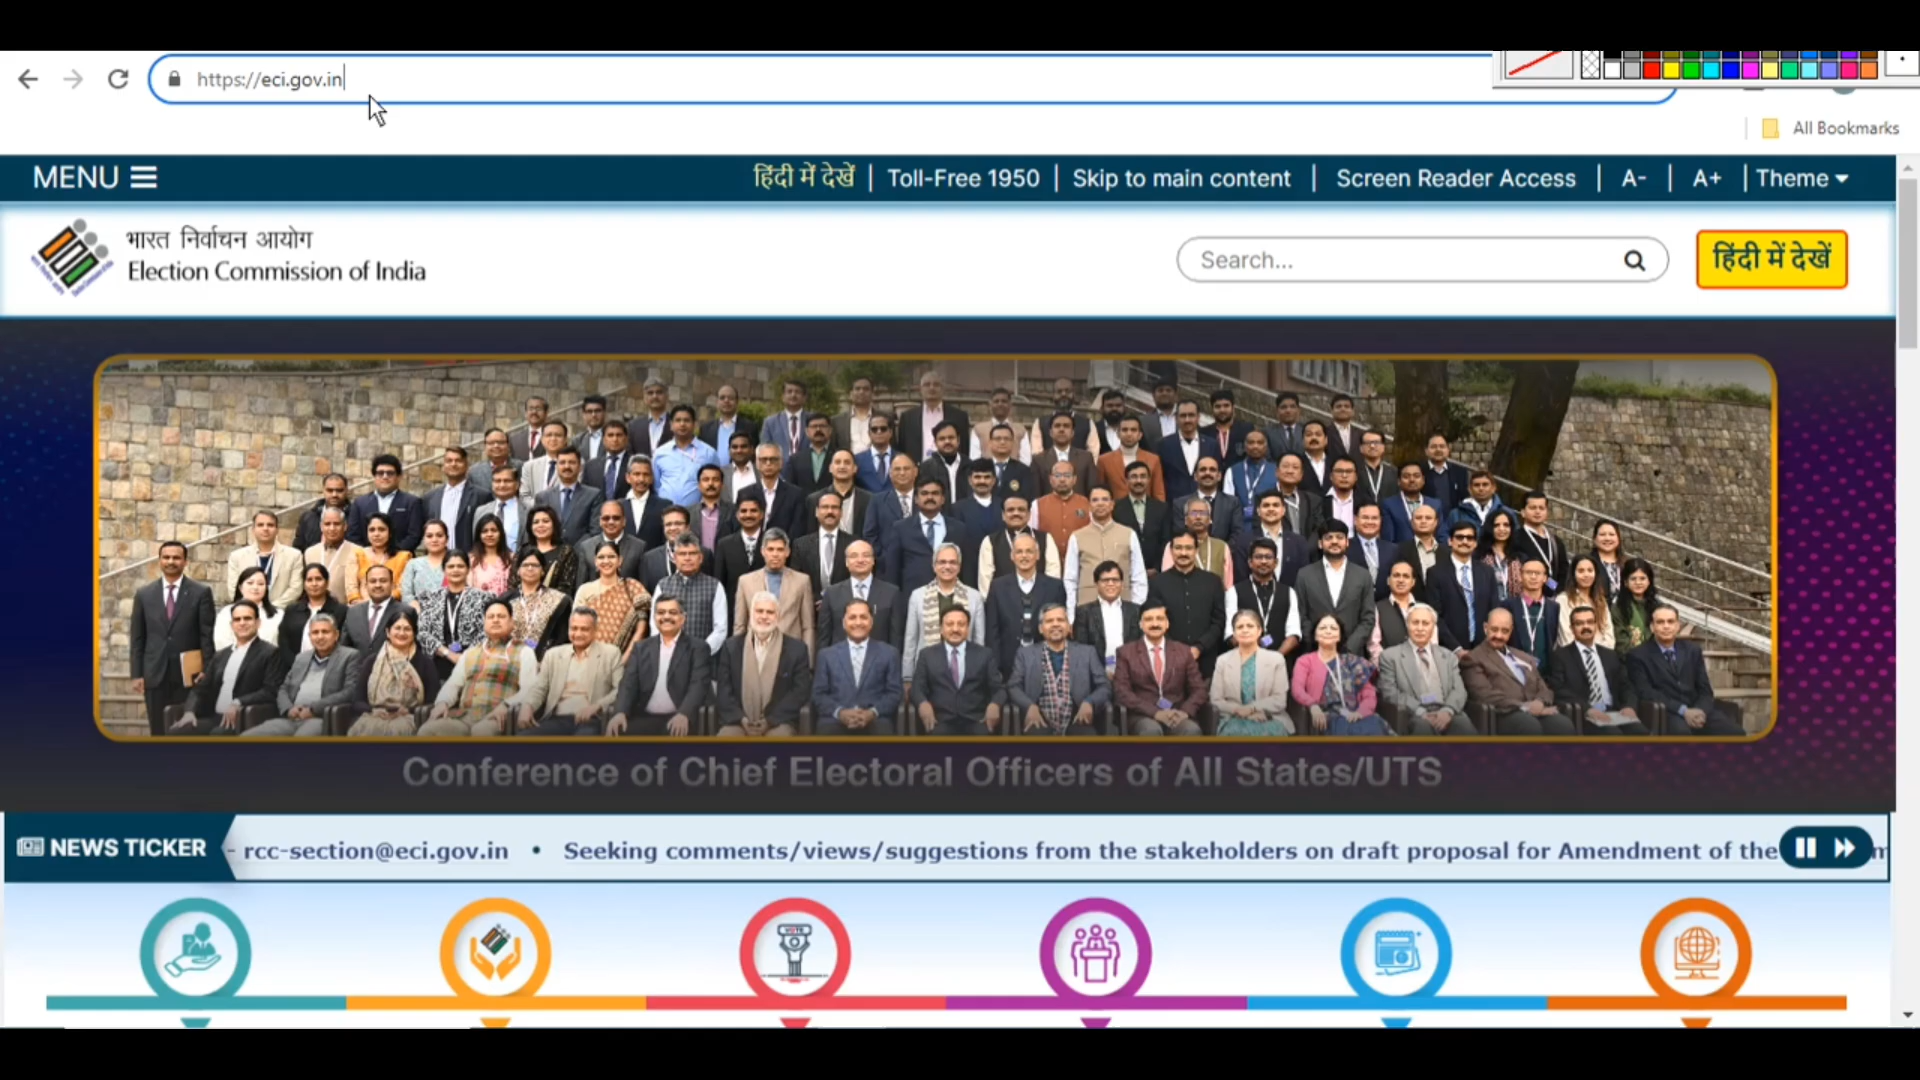 https://eci.gov.in
All Bookmarks
MENU
हिंदी में देखें | Toll-Free 1950 | Skip to main content | Screen Reader Access | A- | A+ | Theme
भारत निर्वाचन आयोग
Election Commission of India
Search...
हिंदी में देखें
Conference of Chief Electoral Officers of All States/UTS
NEWS TICKER
- rcc-section@eci.gov.in • Seeking comments/views/suggestions from the stakeholders on draft proposal for Amendment of the
VOTE